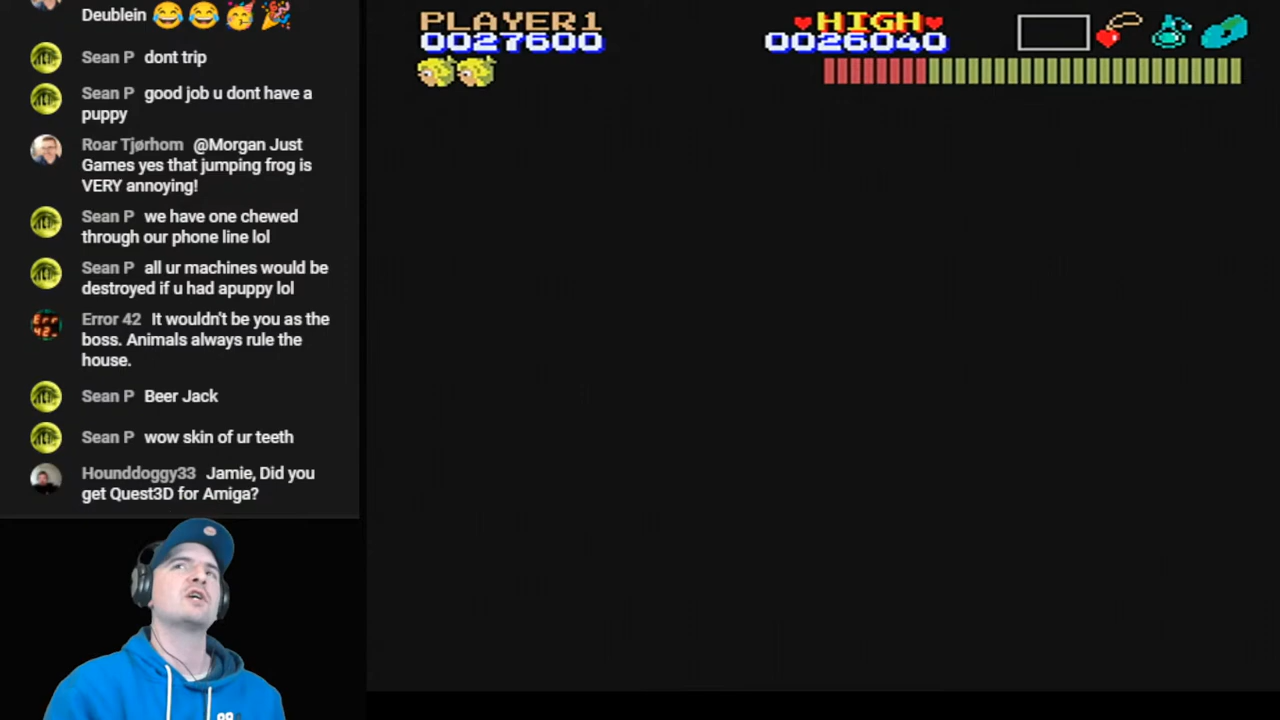 Deublein 😂😂🥳🎉
Sean P dont trip
Sean P good job u dont have a
puppy
Roar Tjørhom @Morgan Just
Games yes that jumping frog is
VERY annoying!
Sean P we have one chewed
through our phone line lol
Sean P all ur machines would be
destroyed if u had apuppy lol
Error 42 It wouldn't be you as the
boss. Animals always rule the
house.
Sean P Beer Jack
Sean P wow skin of ur teeth
Hounddoggy33 Jamie, Did you
get Quest3D for Amiga?
PLAYER1
0027600
♥HIGH♥
0026040